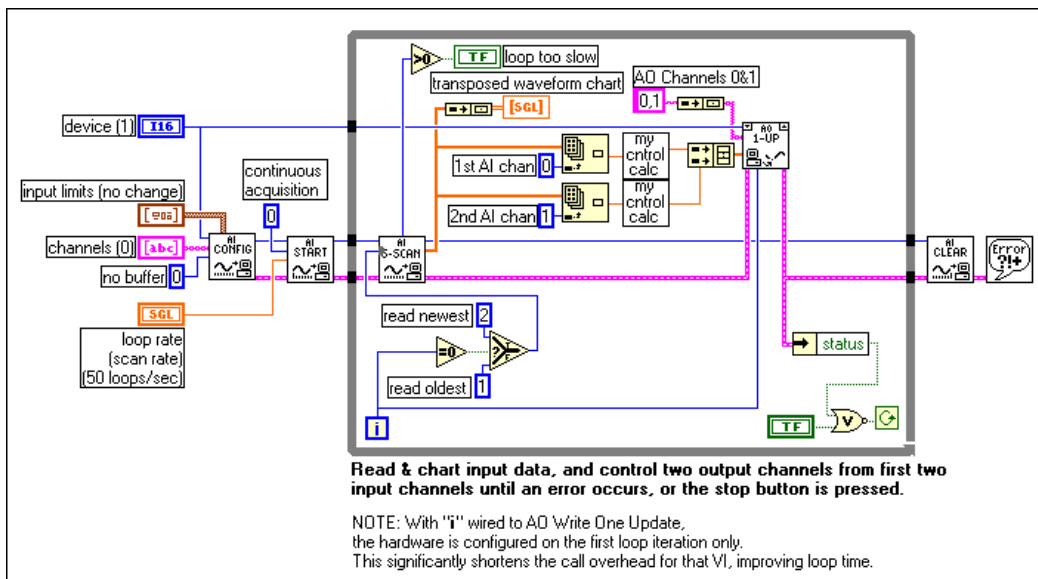 >0
TF
loop too slow
transposed waveform chart
[SGL]
AO Channels 0&1
0,1
device (1)
I16
AO
1-UP
continuous
acquisition
0
1st AI chan
0
my
cntrol
calc
input limits (no change)
2nd AI chan
1
my
cntrol
calc
channels (0)
[abc]
AI
CONFIG
AI
START
AI
S-SCAN
AI
CLEAR
Error
?!+
no buffer
0
SGL
loop rate
(scan rate)
(50 loops/sec)
read newest
2
=0
?
T
F
read oldest
1
status
i
TF
V
Read & chart input data, and control two output channels from first two
input channels until an error occurs, or the stop button is pressed.
NOTE: With "i" wired to AO Write One Update,
the hardware is configured on the first loop iteration only.
This significantly shortens the call overhead for that VI, improving loop time.